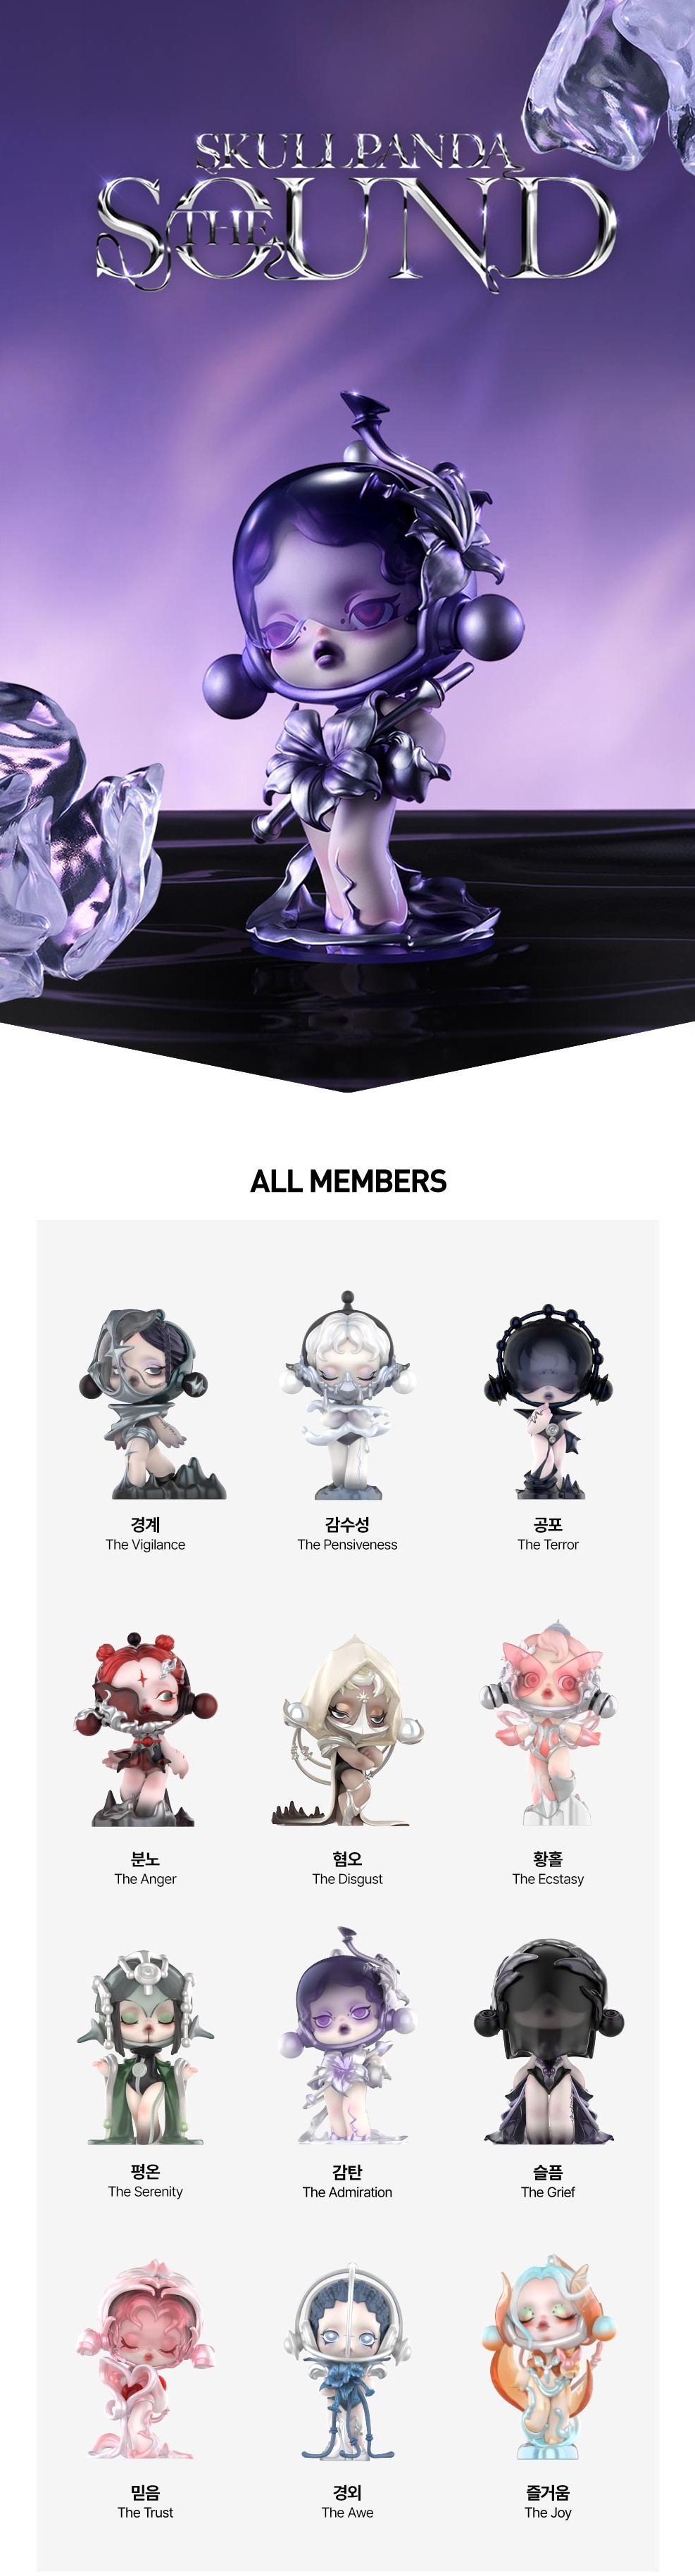 SKULLPANDA
THE
SOUND
ALL MEMBERS
경계
The Vigilance
감수성
The Pensiveness
공포
The Terror
분노
The Anger
혐오
The Disgust
황홀
The Ecstasy
평온
The Serenity
감탄
The Admiration
슬픔
The Grief
믿음
The Trust
경외
The Awe
즐거움
The Joy